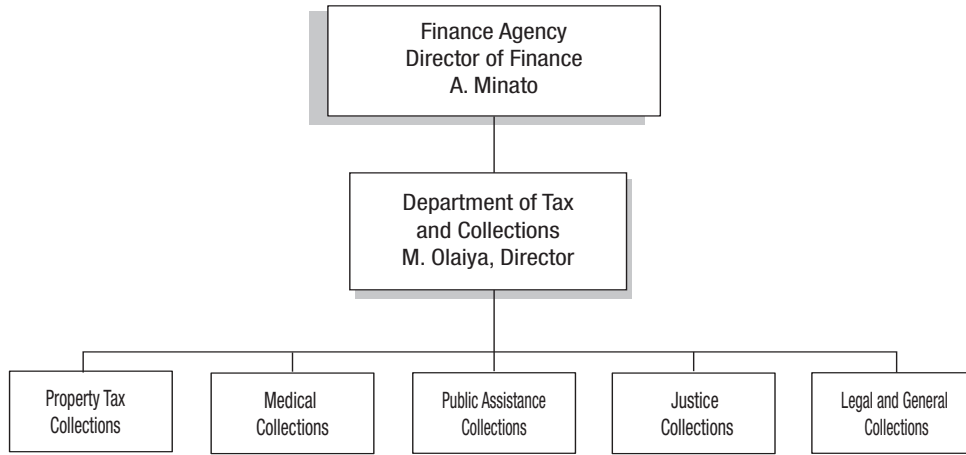 Finance Agency
Director of Finance
A. Minato
Department of Tax
and Collections
M. Olaiya, Director
Property Tax
Collections
Medical
Collections
Public Assistance
Collections
Justice
Collections
Legal and General
Collections